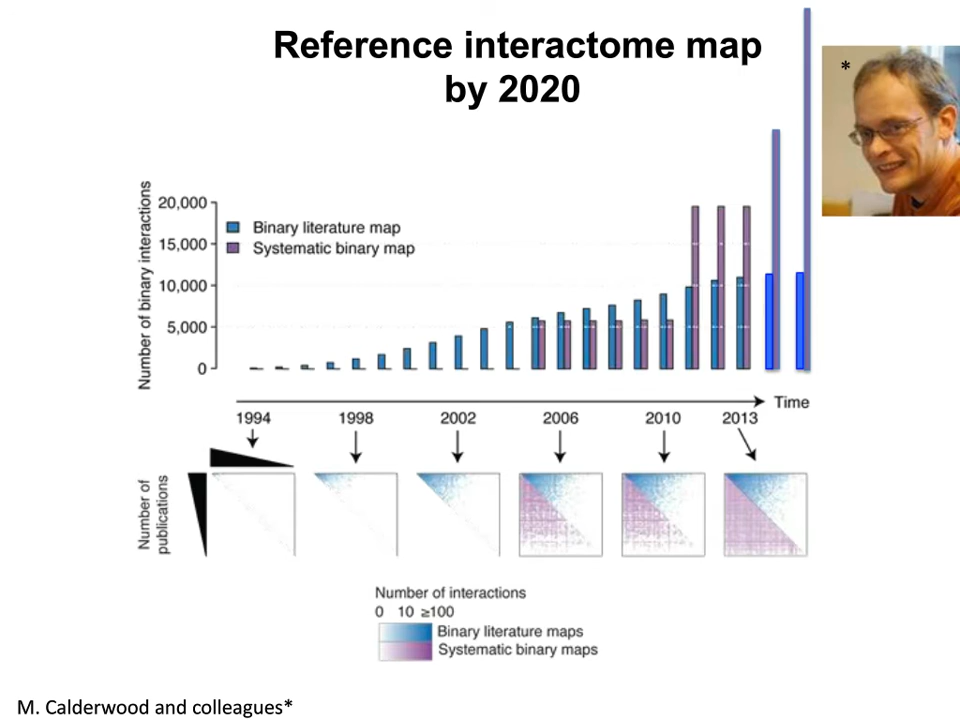 Reference interactome map
by 2020
*
Number of binary interactions
20,000
15,000
10,000
5,000
0
Binary literature map
Systematic binary map
Time
1994
1998
2002
2006
2010
2013
Number of
publications
Number of interactions
0 10 ≥100
Binary literature maps
Systematic binary maps
M. Calderwood and colleagues*